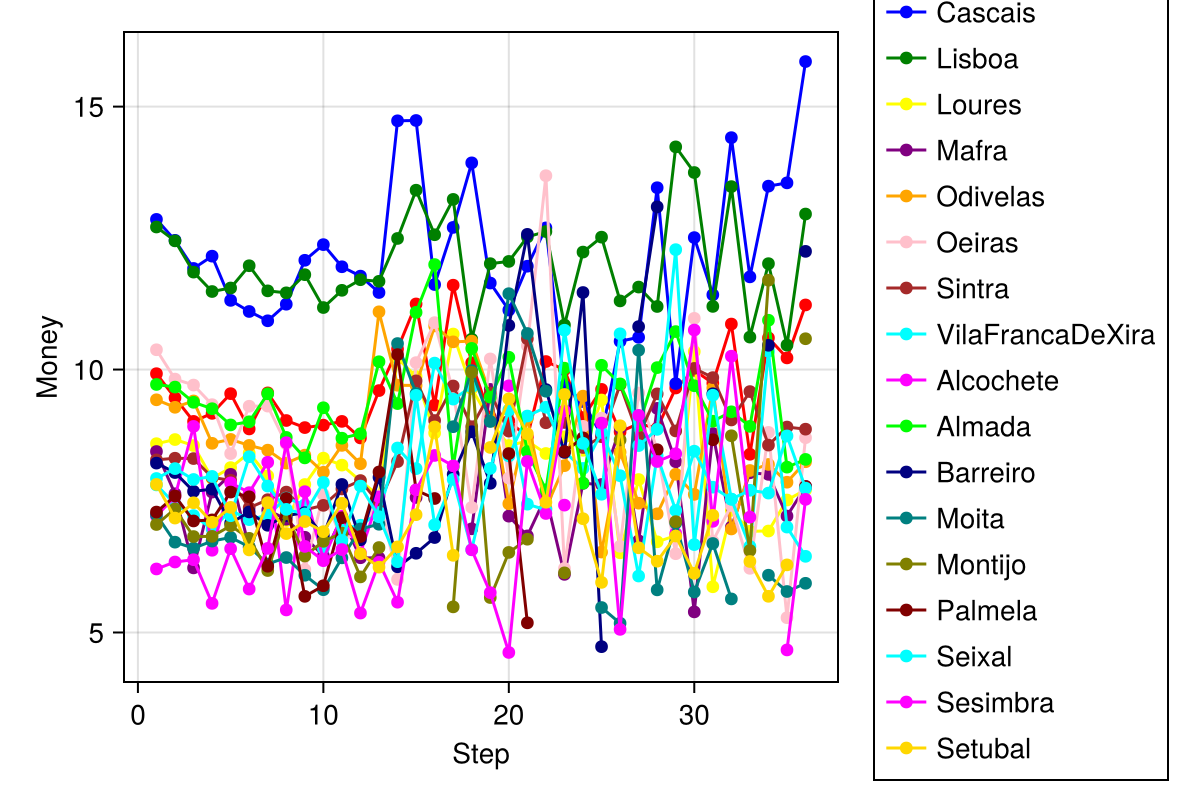 Money
15
10
5
0
10
20
30
Step
Cascais
Lisboa
Loures
Mafra
Odivelas
Oeiras
Sintra
VilaFrancaDeXira
Alcochete
Almada
Barreiro
Moita
Montijo
Palmela
Seixal
Sesimbra
Setubal